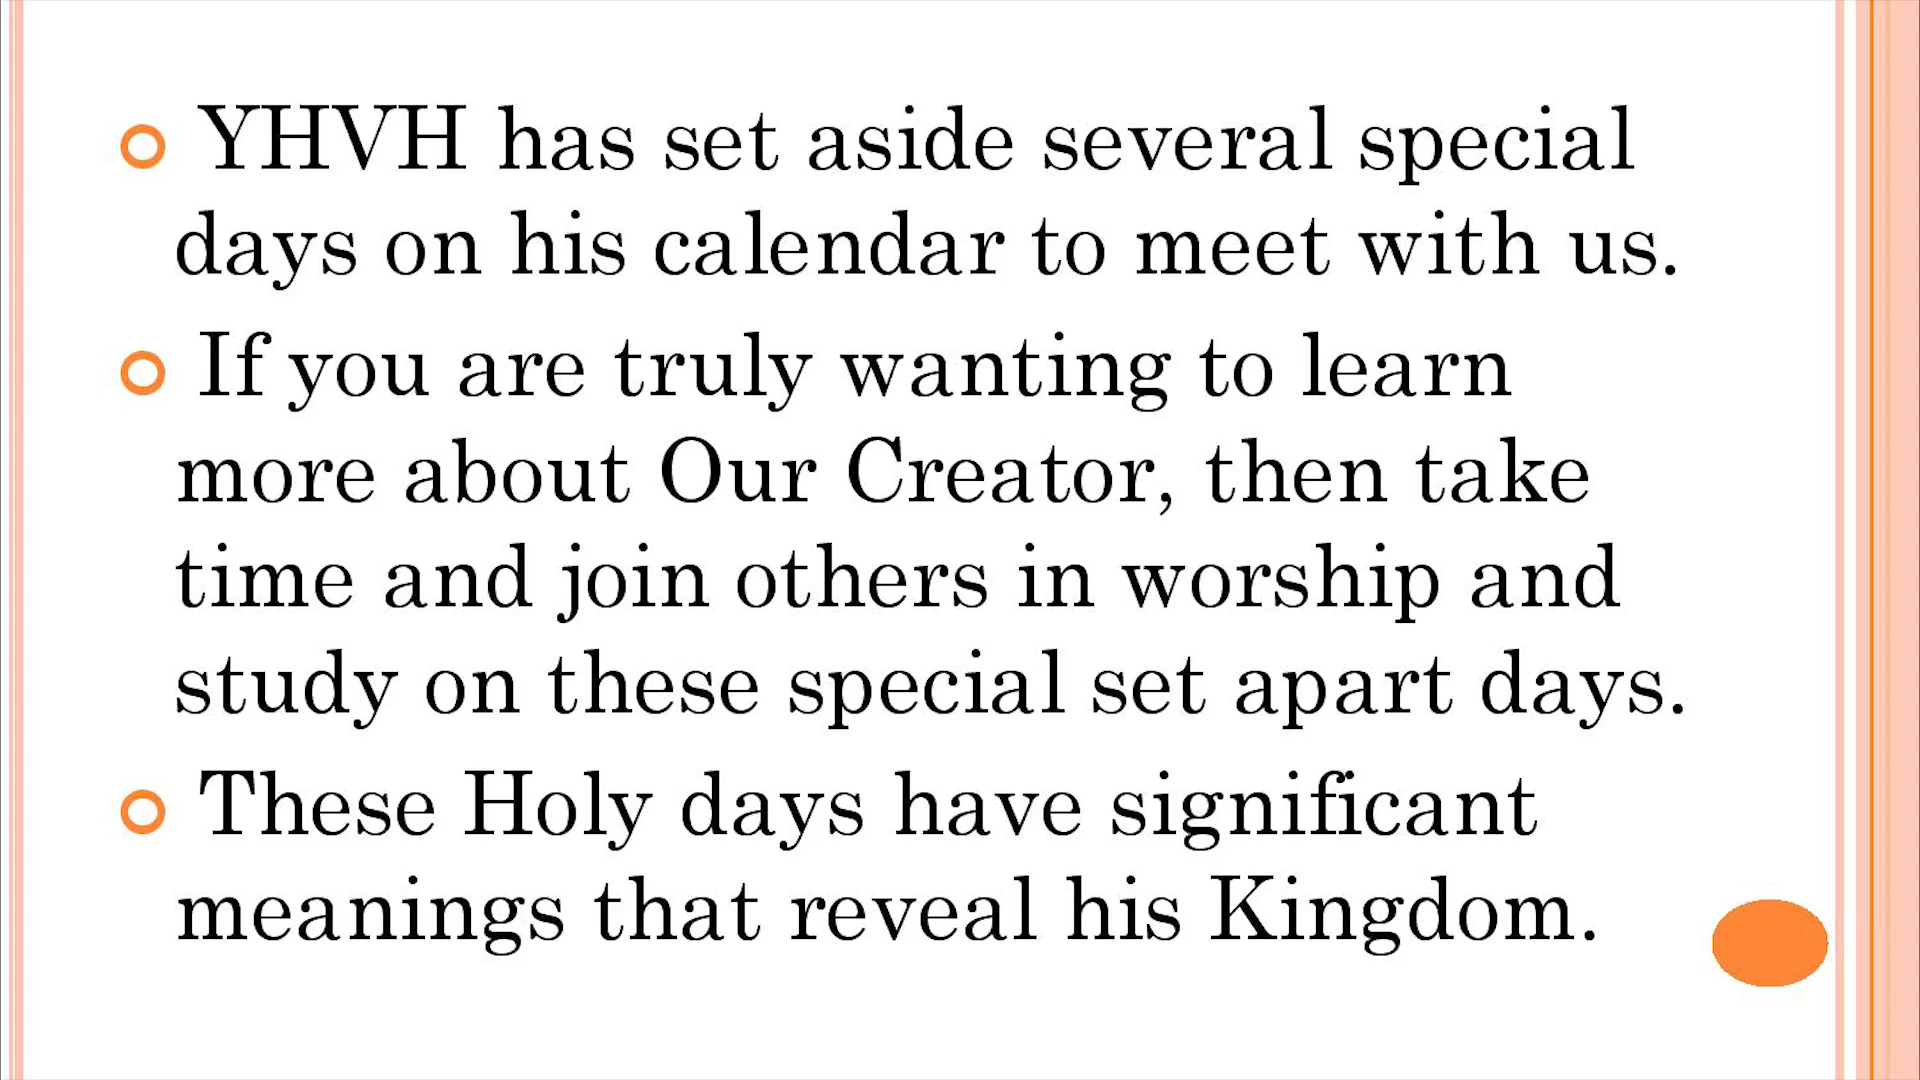 YHVH has set aside several special
days on his calendar to meet with us.
If you are truly wanting to learn
more about Our Creator, then take
time and join others in worship and
study on these special set apart days.
These Holy days have significant
meanings that reveal his Kingdom.